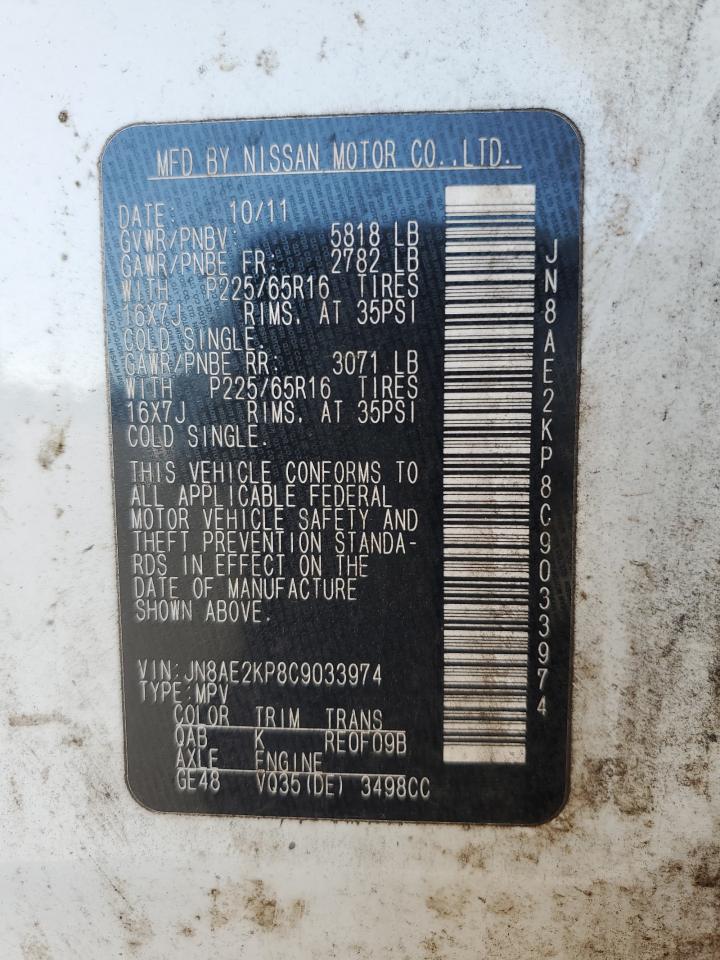 MFD BY NISSAN MOTOR CO.,LTD.
DATE: 10/11
GVWR/PNBV: 5818 LB
GAWR/PNBE FR: 2782 LB
WITH P225/65R16 TIRES
16X7J RIMS, AT 35PSI
COLD SINGLE.
GAWR/PNBE RR: 3071 LB
WITH P225/65R16 TIRES
16X7J RIMS, AT 35PSI
COLD SINGLE.
THIS VEHICLE CONFORMS TO
ALL APPLICABLE FEDERAL
MOTOR VEHICLE SAFETY AND
THEFT PREVENTION STANDA-
RDS IN EFFECT ON THE
DATE OF MANUFACTURE
SHOWN ABOVE.
VIN:JN8AE2KP8C9033974
TYPE:MPV
COLOR TRIM TRANS
QAB K RE0F09B
AXLE ENGINE
GE48 VQ35(DE) 3498CC
JN8AE2KP8C9033974